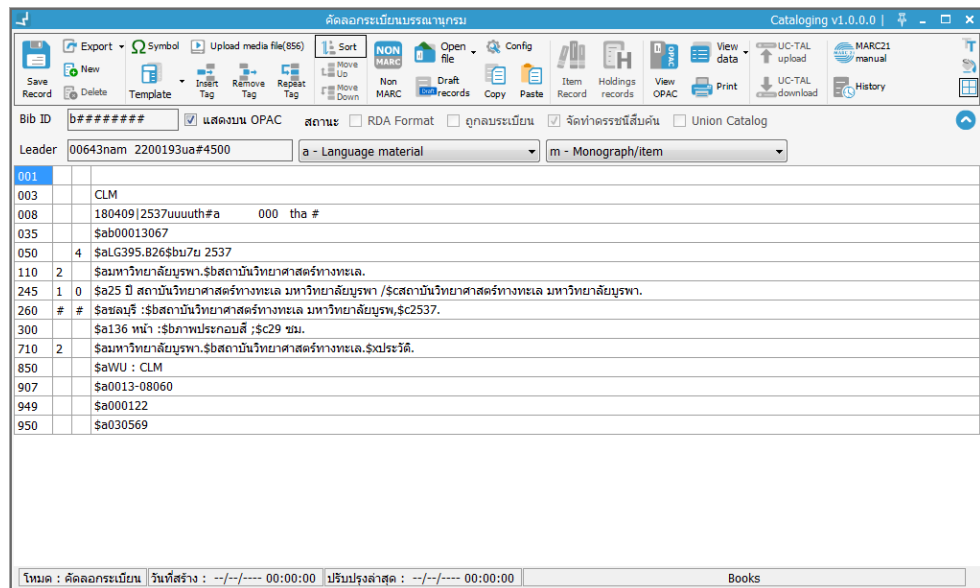 คัดลอกระเบียนบรรณานุกรม Cataloging v1.0.0.0 |
Save Record
Export
New
Delete
Symbol
Template
Upload media file(856)
Insert Tag
Remove Tag
Repeat Tag
Sort
Move Up
Move Down
NON MARC
Non MARC
Open file
Draft
Draft records
Config
Copy
Paste
Item Record
Holdings records
OPAC
View OPAC
View data
Print
UC-TAL upload
UC-TAL download
MARC 21
MARC21 manual
History
Bib ID b######## แสดงบน OPAC สถานะ RDA Format ถูกลบระเบียน จัดทำดรรชนีสืบค้น Union Catalog
Leader 00643nam 2200193ua#4500 a - Language material m - Monograph/item
001
003 CLM
008 180409|2537uuuuth#a 000 tha #
035 $ab00013067
050 4 $aLG395.B26$bบ7ย 2537
110 2 $aมหาวิทยาลัยบูรพา.$bสถาบันวิทยาศาสตร์ทางทะเล.
245 1 0 $a25 ปี สถาบันวิทยาศาสตร์ทางทะเล มหาวิทยาลัยบูรพา /$cสถาบันวิทยาศาสตร์ทางทะเล มหาวิทยาลัยบูรพา.
260 # # $aชลบุรี :$bสถาบันวิทยาศาสตร์ทางทะเล มหาวิทยาลัยบูรพ,$c2537.
300 $a136 หน้า :$bภาพประกอบสี ;$c29 ซม.
710 2 $aมหาวิทยาลัยบูรพา.$bสถาบันวิทยาศาสตร์ทางทะเล.$xประวัติ.
850 $aWU : CLM
907 $a0013-08060
949 $a000122
950 $a030569
โหมด : คัดลอกระเบียน วันที่สร้าง : --/--/---- 00:00:00 ปรับปรุงล่าสุด : --/--/---- 00:00:00 Books